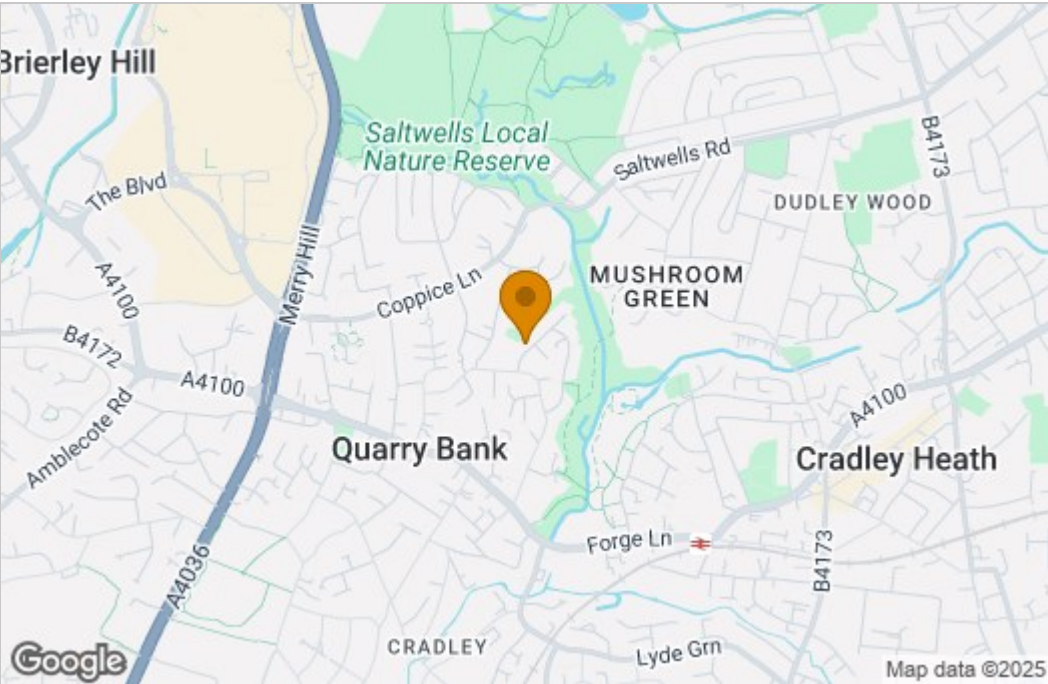 Brierley Hill
Saltwells Local
Nature Reserve
Saltwells Rd
B4173
The Blvd
DUDLEY WOOD
Merry Hill
A4100
Coppice Ln
MUSHROOM
GREEN
B4172
A4100
Amblecote Rd
A4100
Quarry Bank
Cradley Heath
Forge Ln
B4173
A4036
CRADLEY
Lyde Grn
Google
Map data ©2025